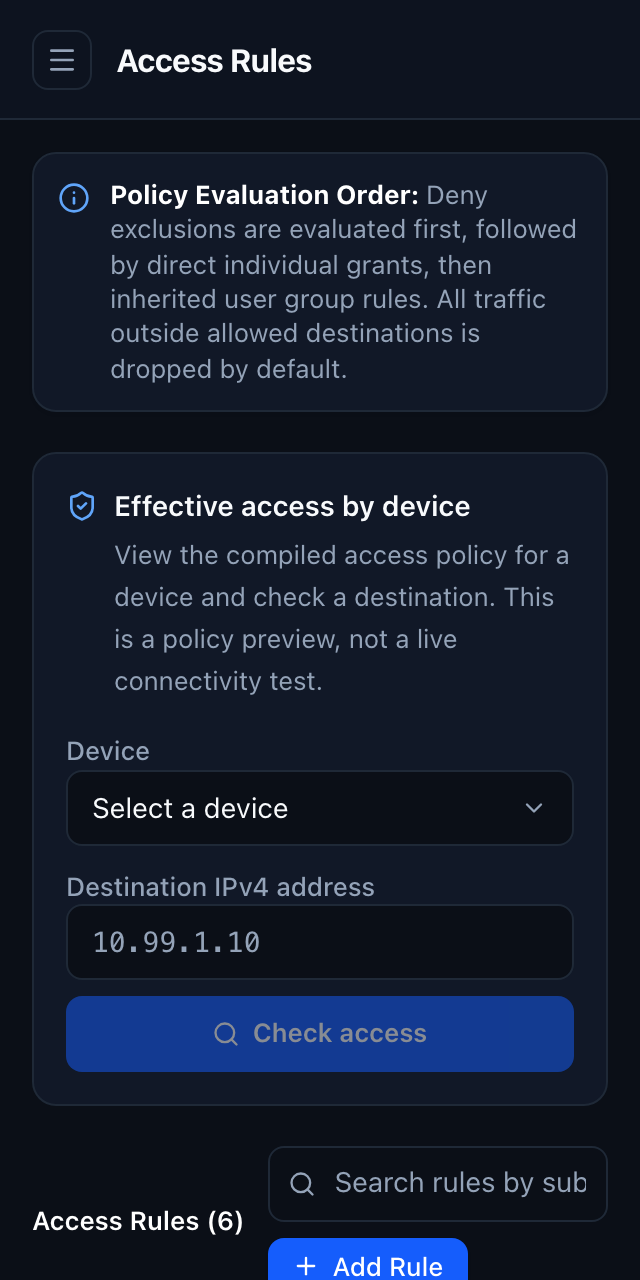 Access Rules
Policy Evaluation Order: Deny
exclusions are evaluated first, followed
by direct individual grants, then
inherited user group rules. All traffic
outside allowed destinations is
dropped by default.
Effective access by device
View the compiled access policy for a
device and check a destination. This
is a policy preview, not a live
connectivity test.
Device
Select a device
Destination IPv4 address
10.99.1.10
Check access
Search rules by sub
Access Rules (6)
Add Rule